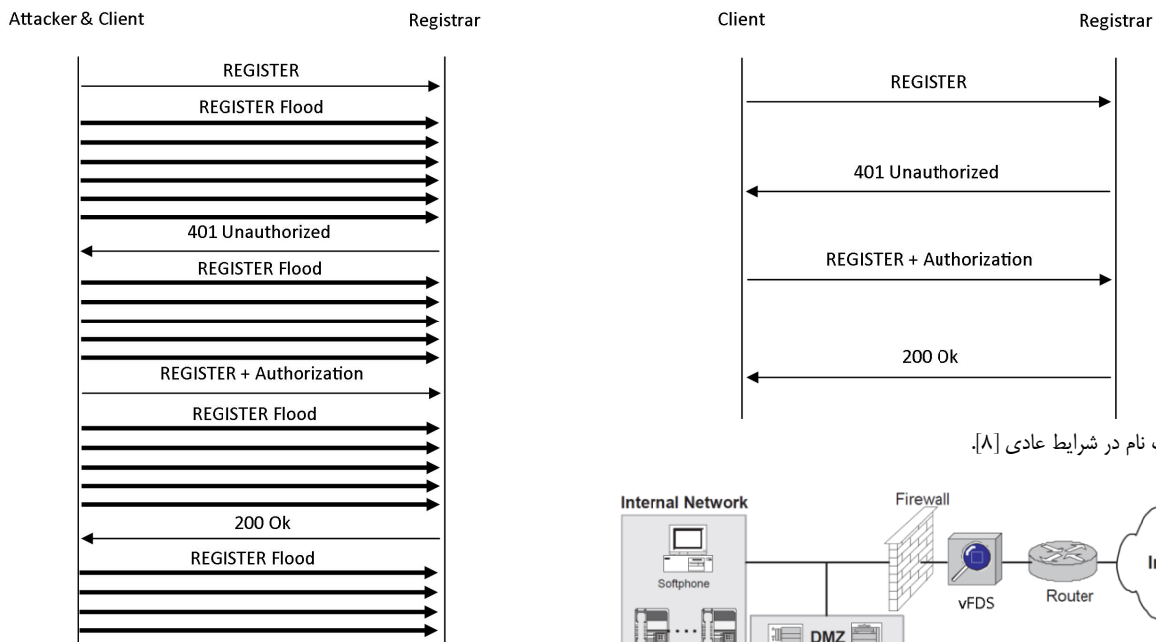 Attacker & Client
Registrar
REGISTER
REGISTER Flood
401 Unauthorized
REGISTER Flood
REGISTER + Authorization
REGISTER Flood
200 Ok
REGISTER Flood
Client
Registrar
REGISTER
401 Unauthorized
REGISTER + Authorization
200 Ok
نام در شرایط عادی [۸].
Internal Network
Softphone
Firewall
vFDS
Router
DMZ